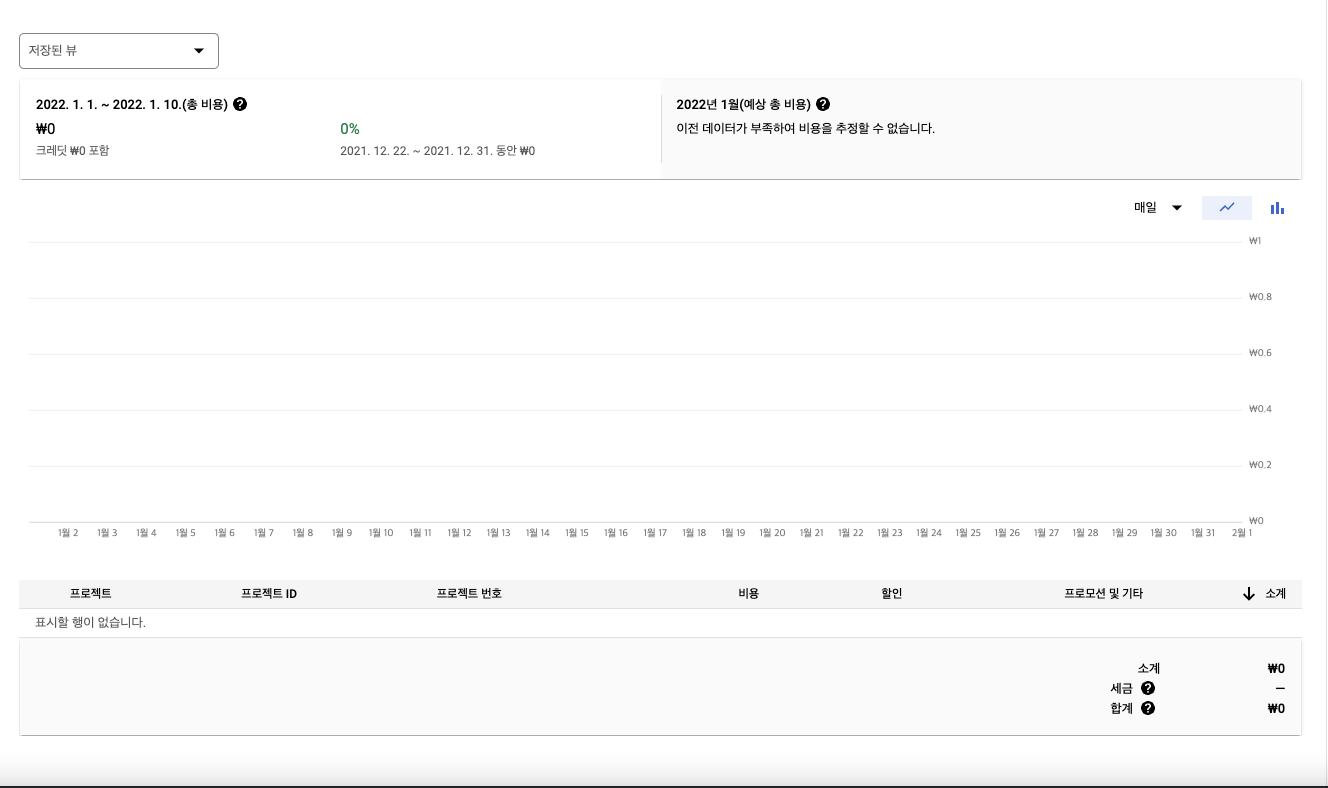 저장된 뷰
2022. 1. 1. ~ 2022. 1. 10.(총 비용) ?
₩0
크레딧 ₩0 포함
0%
2021. 12. 22. ~ 2021. 12. 31. 동안 ₩0
2022년 1월(예상 총 비용) ?
이전 데이터가 부족하여 비용을 추정할 수 없습니다.
매일
₩1
₩0.8
₩0.6
₩0.4
₩0.2
₩0
1월 2 1월 3 1월 4 1월 5 1월 6 1월 7 1월 8 1월 9 1월 10 1월 11 1월 12 1월 13 1월 14 1월 15 1월 16 1월 17 1월 18 1월 19 1월 20 1월 21 1월 22 1월 23 1월 24 1월 25 1월 26 1월 27 1월 28 1월 29 1월 30 1월 31 2월 1
프로젝트 프로젝트 ID 프로젝트 번호 비용 할인 프로모션 및 기타 ↓ 소계
표시할 행이 없습니다.
소계 ₩0
세금 ? —
합계 ? ₩0